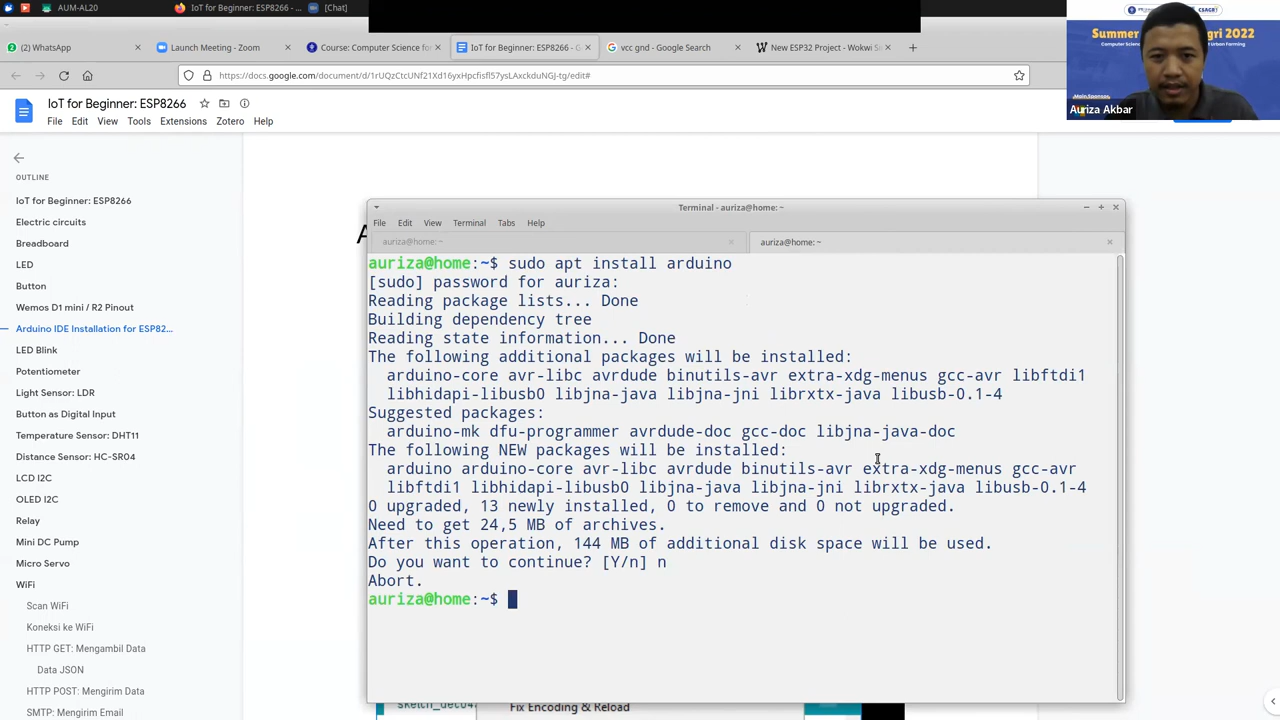 AUM-AL20
IoT for Beginner: ESP8266 - ...
[Chat]
(2) WhatsApp
Launch Meeting - Zoom
Course: Computer Science fo
IoT for Beginner: ESP8266 - G
vcc gnd - Google Search
New ESP32 Project - Wokwi S
https://docs.google.com/document/d/1rUQzCtcUNf21Xd16yxHpcfisfl57ysLAxckduNGJ-tg/edit#
IoT for Beginner: ESP8266
File Edit View Tools Extensions Zotero Help
Summer
gri 2022
Computer Science
t Urban Farming
Main Sponsor
CSAGRI
Auriza Akbar
OUTLINE
IoT for Beginner: ESP8266
Electric circuits
Breadboard
LED
Button
Wemos D1 mini / R2 Pinout
Arduino IDE Installation for ESP82...
LED Blink
Potentiometer
Light Sensor: LDR
Button as Digital Input
Temperature Sensor: DHT11
Distance Sensor: HC-SR04
LCD I2C
OLED I2C
Relay
Mini DC Pump
Micro Servo
WiFi
Scan WiFi
Koneksi ke WiFi
HTTP GET: Mengambil Data
Data JSON
HTTP POST: Mengirim Data
SMTP: Mengirim Email
A
Terminal - auriza@home: ~
File Edit View Terminal Tabs Help
auriza@home: ~
auriza@home: ~
auriza@home:~$ sudo apt install arduino
[sudo] password for auriza:
Reading package lists... Done
Building dependency tree
Reading state information... Done
The following additional packages will be installed:
arduino-core avr-libc avrdude binutils-avr extra-xdg-menus gcc-avr libftdi1
libhidapi-libusb0 libjna-java libjna-jni librxtx-java libusb-0.1-4
Suggested packages:
arduino-mk dfu-programmer avrdude-doc gcc-doc libjna-java-doc
The following NEW packages will be installed:
arduino arduino-core avr-libc avrdude binutils-avr extra-xdg-menus gcc-avr
libftdi1 libhidapi-libusb0 libjna-java libjna-jni librxtx-java libusb-0.1-4
0 upgraded, 13 newly installed, 0 to remove and 0 not upgraded.
Need to get 24,5 MB of archives.
After this operation, 144 MB of additional disk space will be used.
Do you want to continue? [Y/n] n
Abort.
auriza@home:~$
sketch_dec04
Fix Encoding & Reload